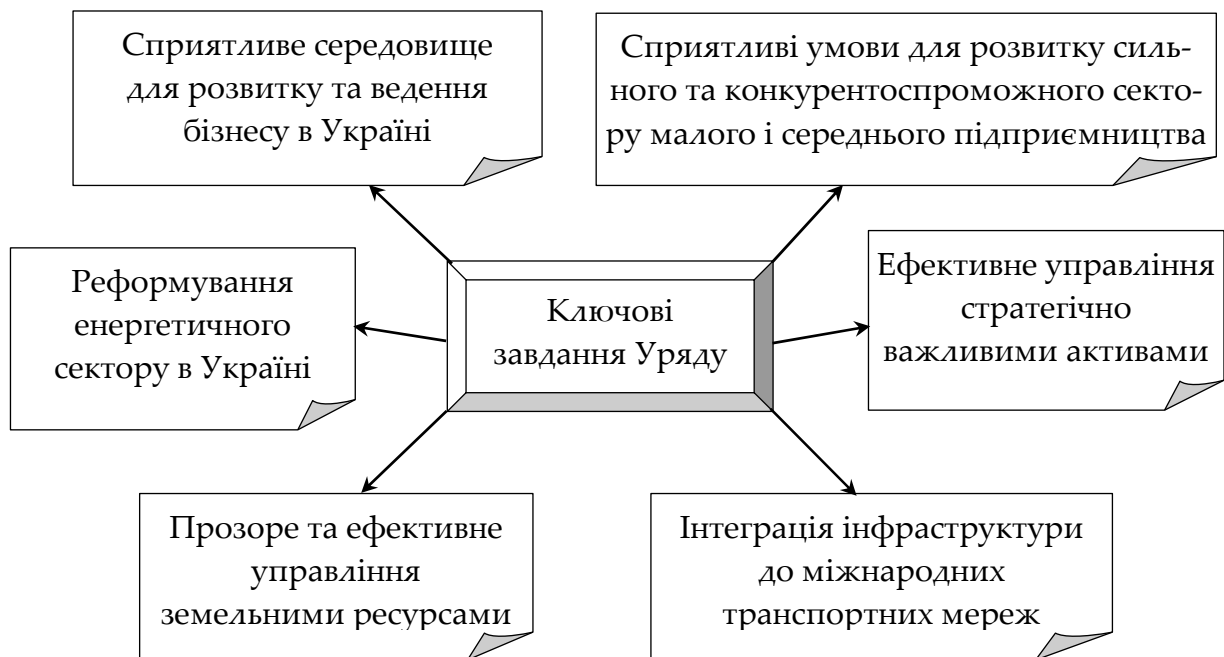 Сприятливе середовище
для розвитку та ведення
бізнесу в Україні
Сприятливі умови для розвитку силь-
ного та конкурентоспроможного секто-
ру малого і середнього підприємництва
Реформування
енергетичного
сектору в Україні
Ключові
завдання Уряду
Ефективне управління
стратегічно
важливими активами
Прозоре та ефективне
управління
земельними ресурсами
Інтеграція інфраструктури
до міжнародних
транспортних мереж